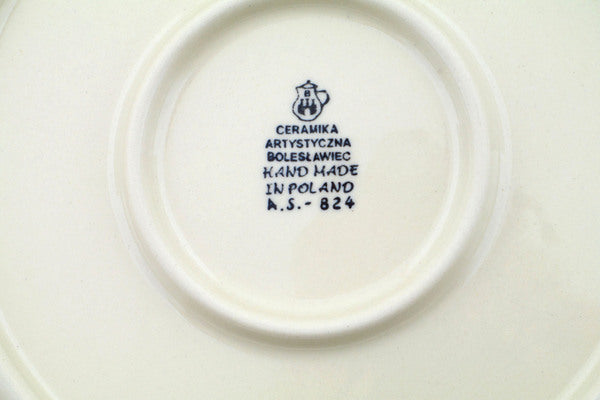 CERAMIKA
ARTYSTYCZNA
BOLESŁAWIEC
HAND MADE
IN POLAND
A.S.- 824